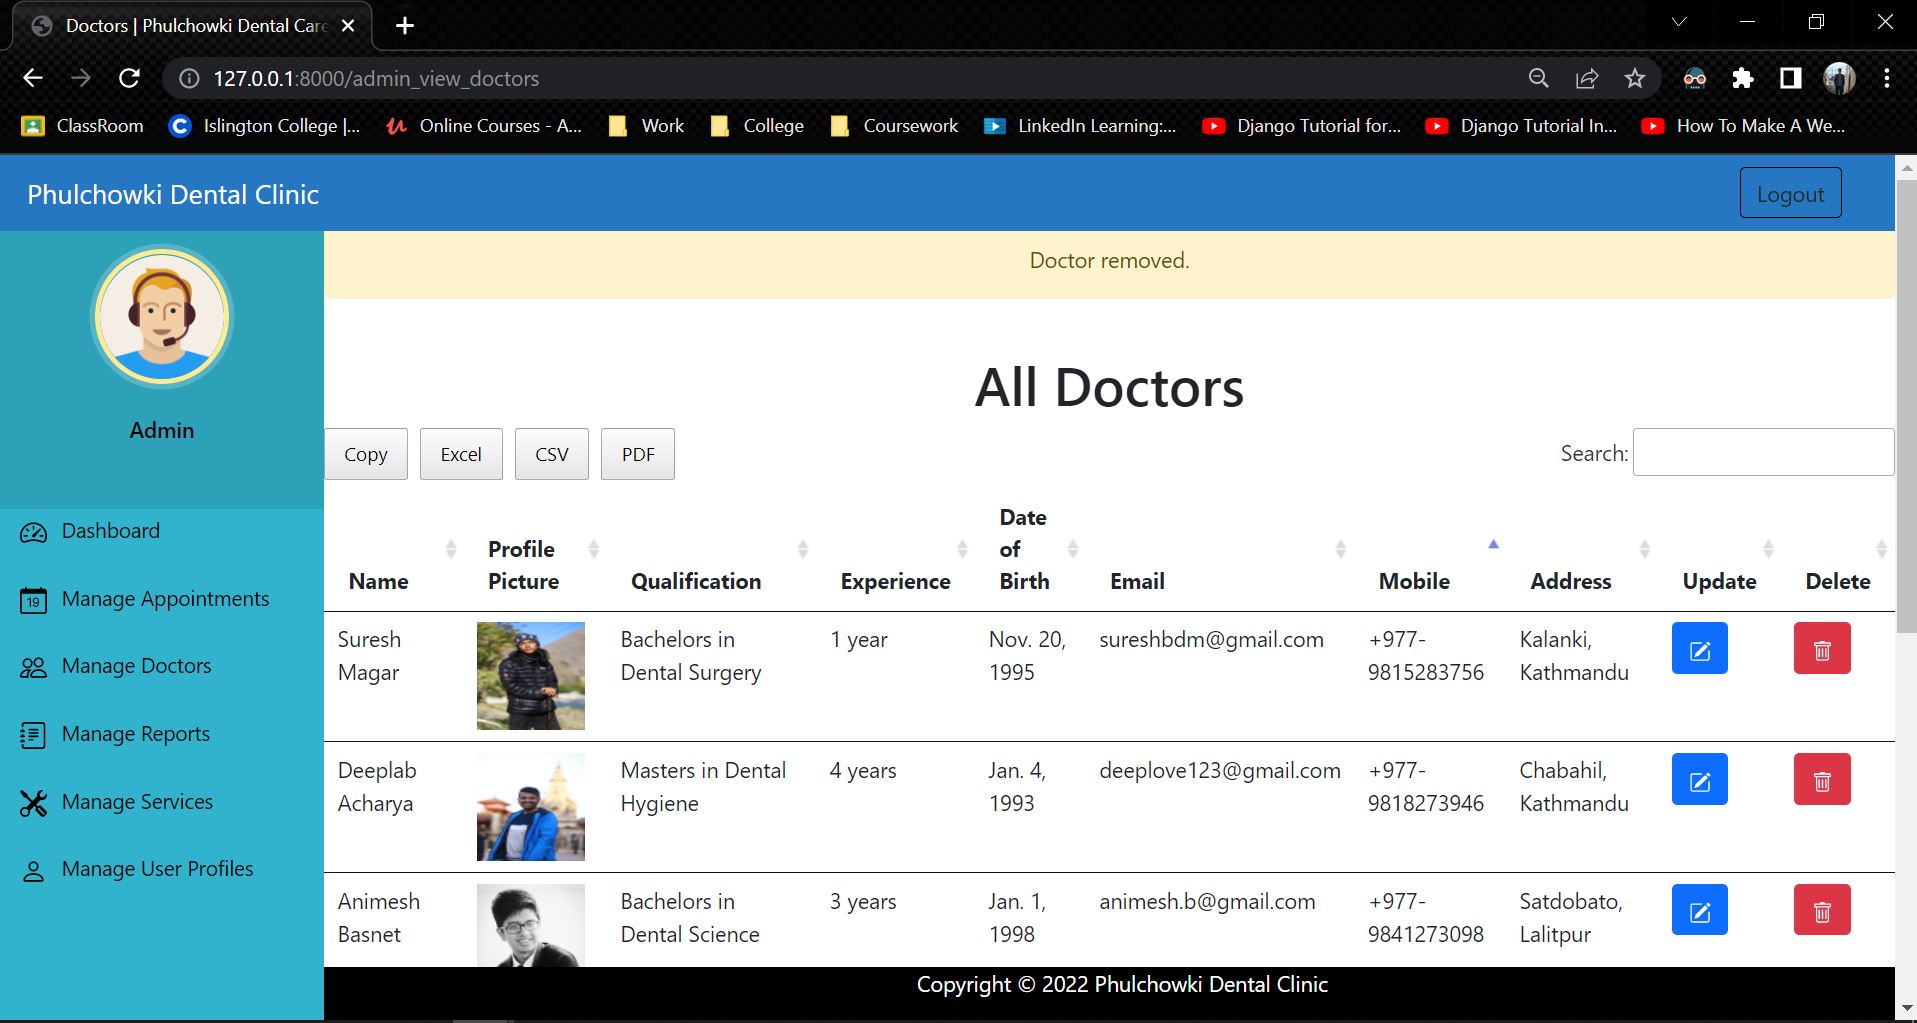 Doctors | Phulchowki Dental Care
127.0.0.1:8000/admin_view_doctors
ClassRoom
Islington College |...
Online Courses - A...
Work
College
Coursework
LinkedIn Learning:...
Django Tutorial for...
Django Tutorial In...
How To Make A We...
Phulchowki Dental Clinic
Logout
Admin
Dashboard
19
Manage Appointments
Manage Doctors
Manage Reports
Manage Services
Manage User Profiles
Doctor removed.
All Doctors
Copy
Excel
CSV
PDF
Search:
Name
Profile
Picture
Qualification
Experience
Date
of
Birth
Email
Mobile
Address
Update
Delete
Suresh
Magar
Bachelors in
Dental Surgery
1 year
Nov. 20,
1995
sureshbdm@gmail.com
+977-
9815283756
Kalanki,
Kathmandu
Deeplab
Acharya
Masters in Dental
Hygiene
4 years
Jan. 4,
1993
deeplove123@gmail.com
+977-
9818273946
Chabahil,
Kathmandu
Animesh
Basnet
Bachelors in
Dental Science
3 years
Jan. 1,
1998
animesh.b@gmail.com
+977-
9841273098
Satdobato,
Lalitpur
Copyright © 2022 Phulchowki Dental Clinic